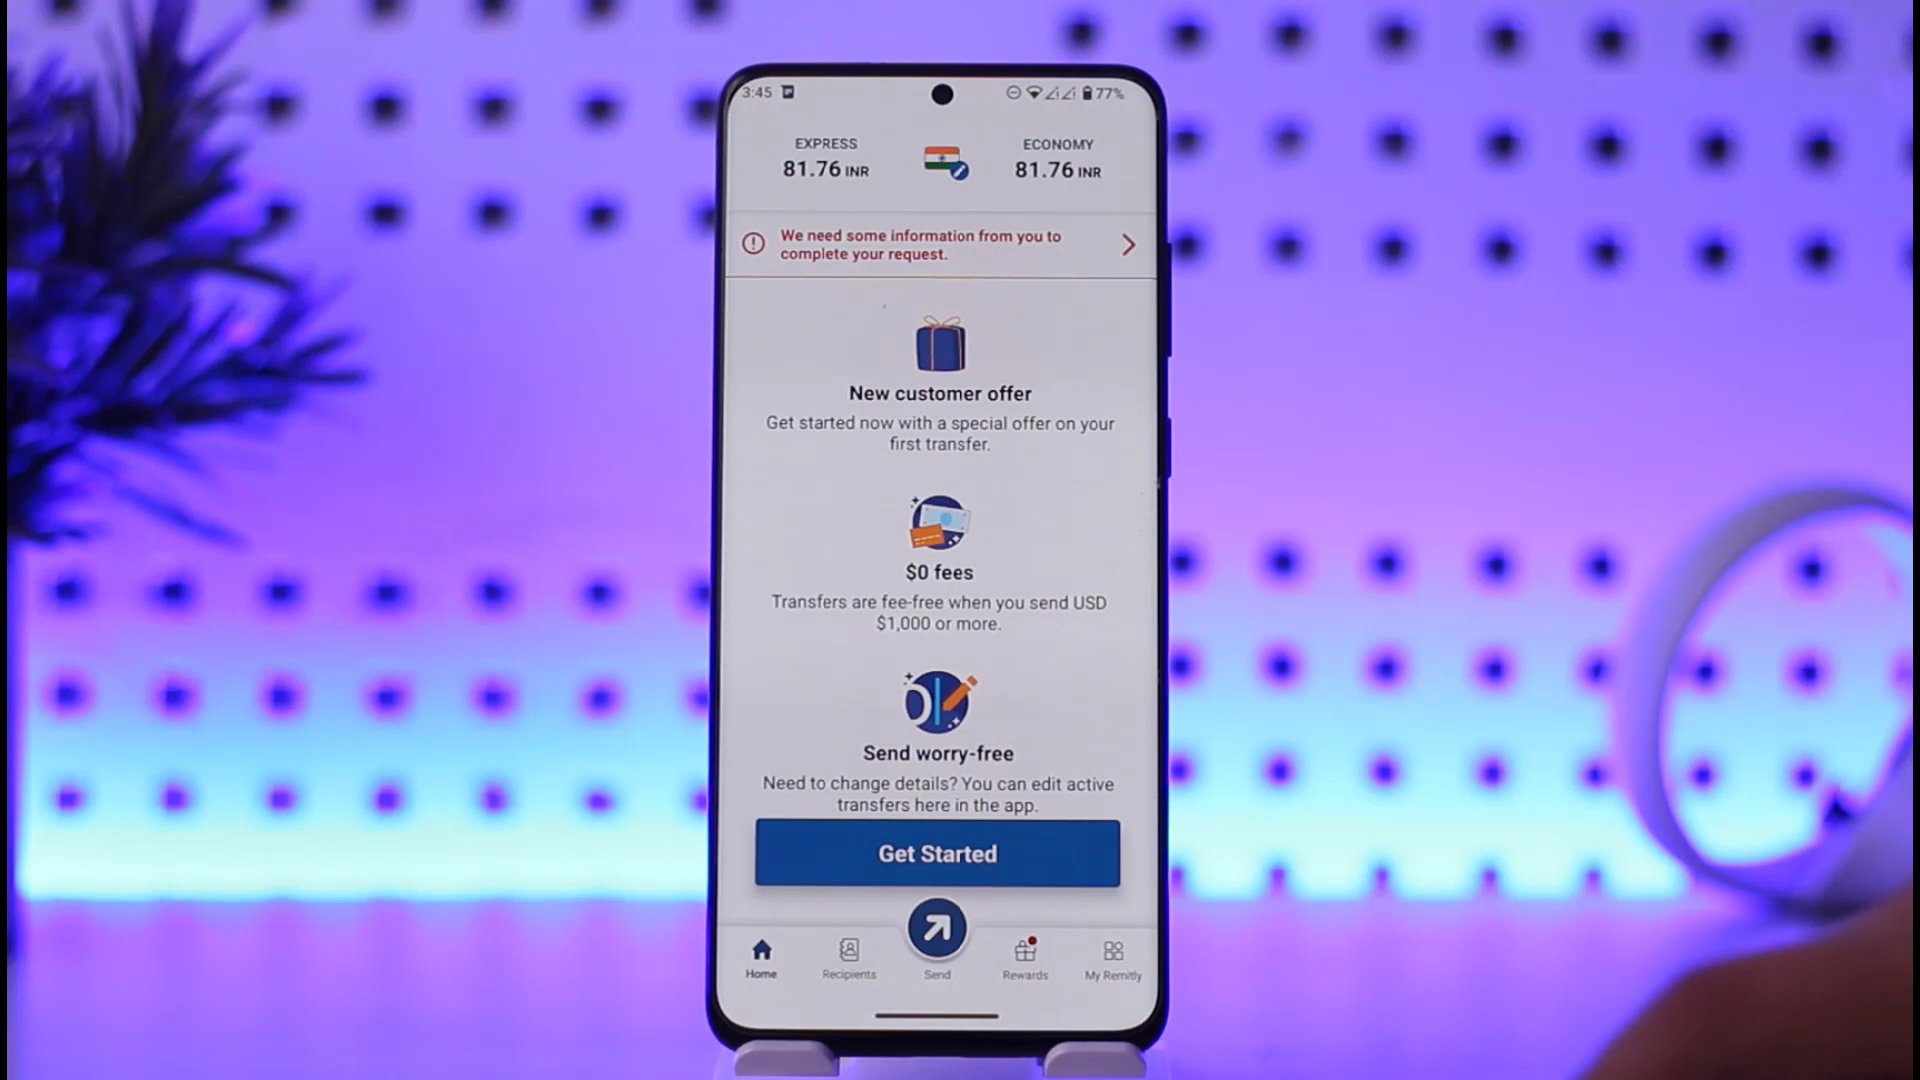 3:45
77%
EXPRESS
81.76 INR
ECONOMY
81.76 INR
We need some information from you to
complete your request.
New customer offer
Get started now with a special offer on your
first transfer.
$0 fees
Transfers are fee-free when you send USD
$1,000 or more.
Send worry-free
Need to change details? You can edit active
transfers here in the app.
Get Started
Home
Recipients
Send
Rewards
My Remitly